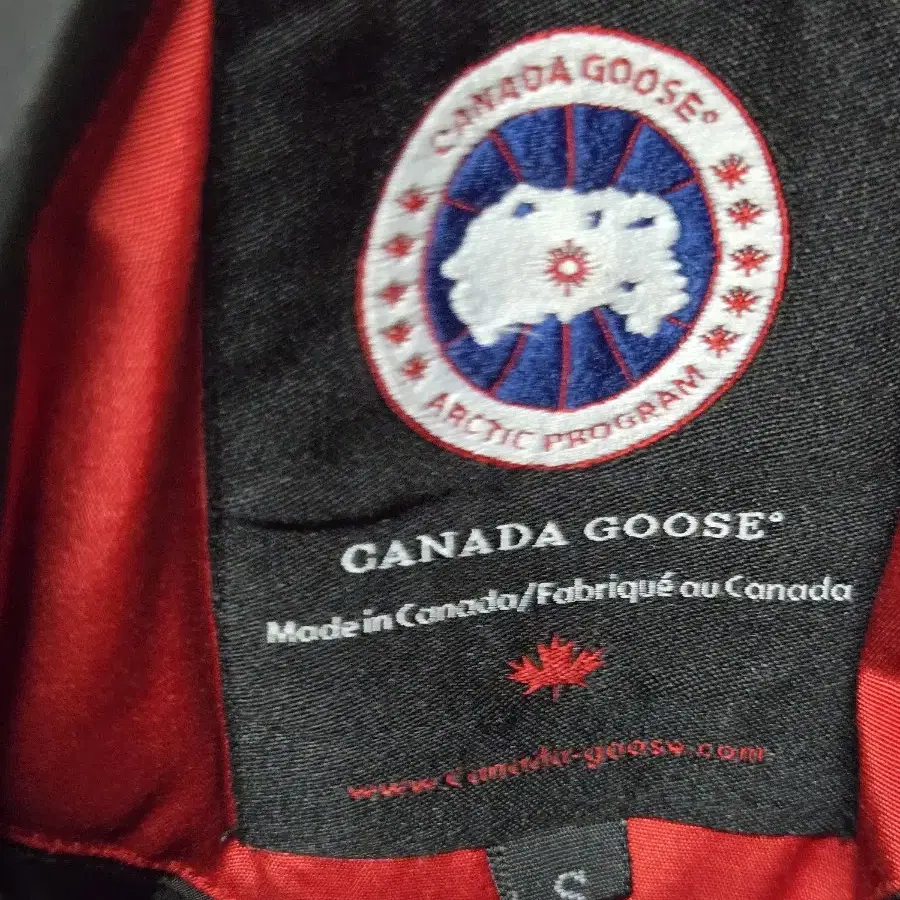 CANADA GOOSE®
ARCTIC PROGRAM
CANADA GOOSE®
Made in Canada/Fabriqué au Canada
www.Canada-goose.com
S